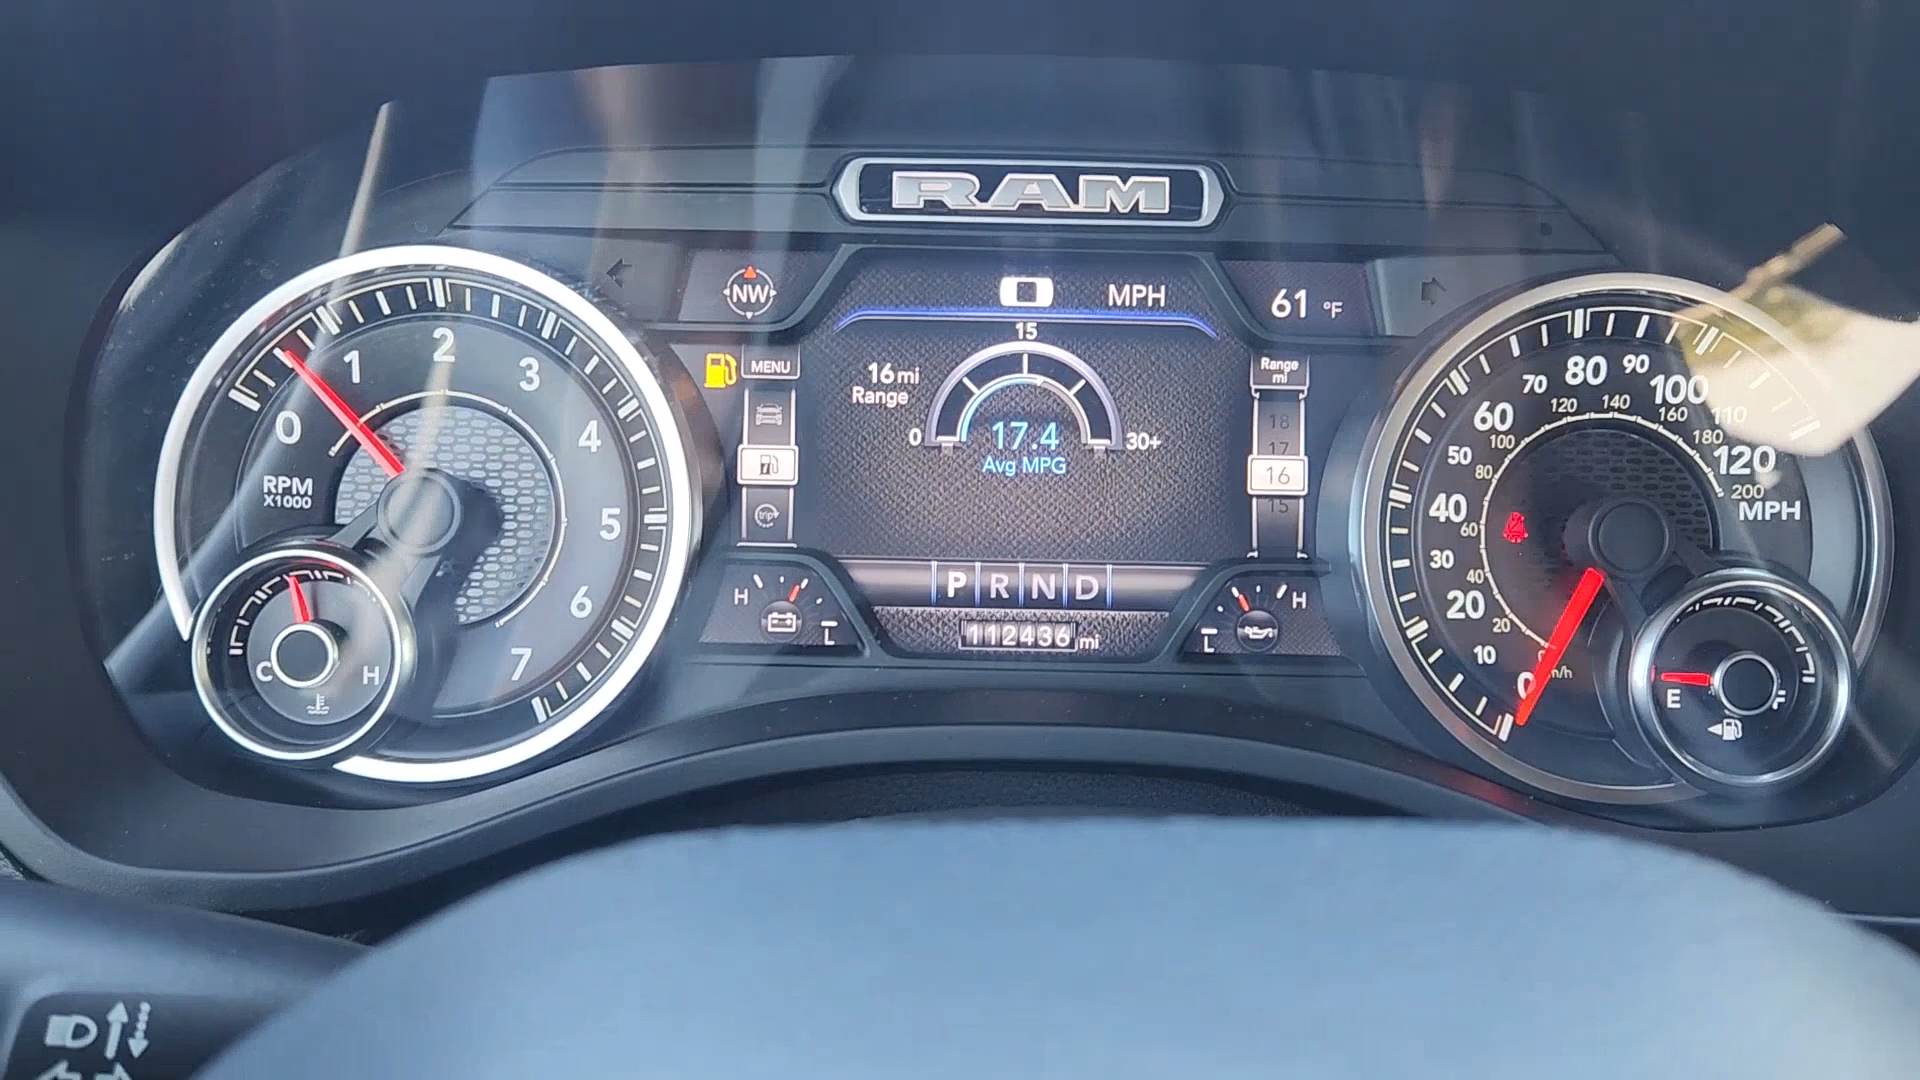 RAM
NW
0 MPH
61 °F
MENU
16 mi
Range
15
0
30+
17.4
Avg MPG
Range
mi
18
17
16
15
trip
P R N D
112436 mi
H
L
L
H
0
1
2
3
4
5
6
7
RPM
X1000
C
H
0
10
20
30
40
50
60
70
80
90
100
110
120
MPH
20
40
60
80
100
120
140
160
180
200
E